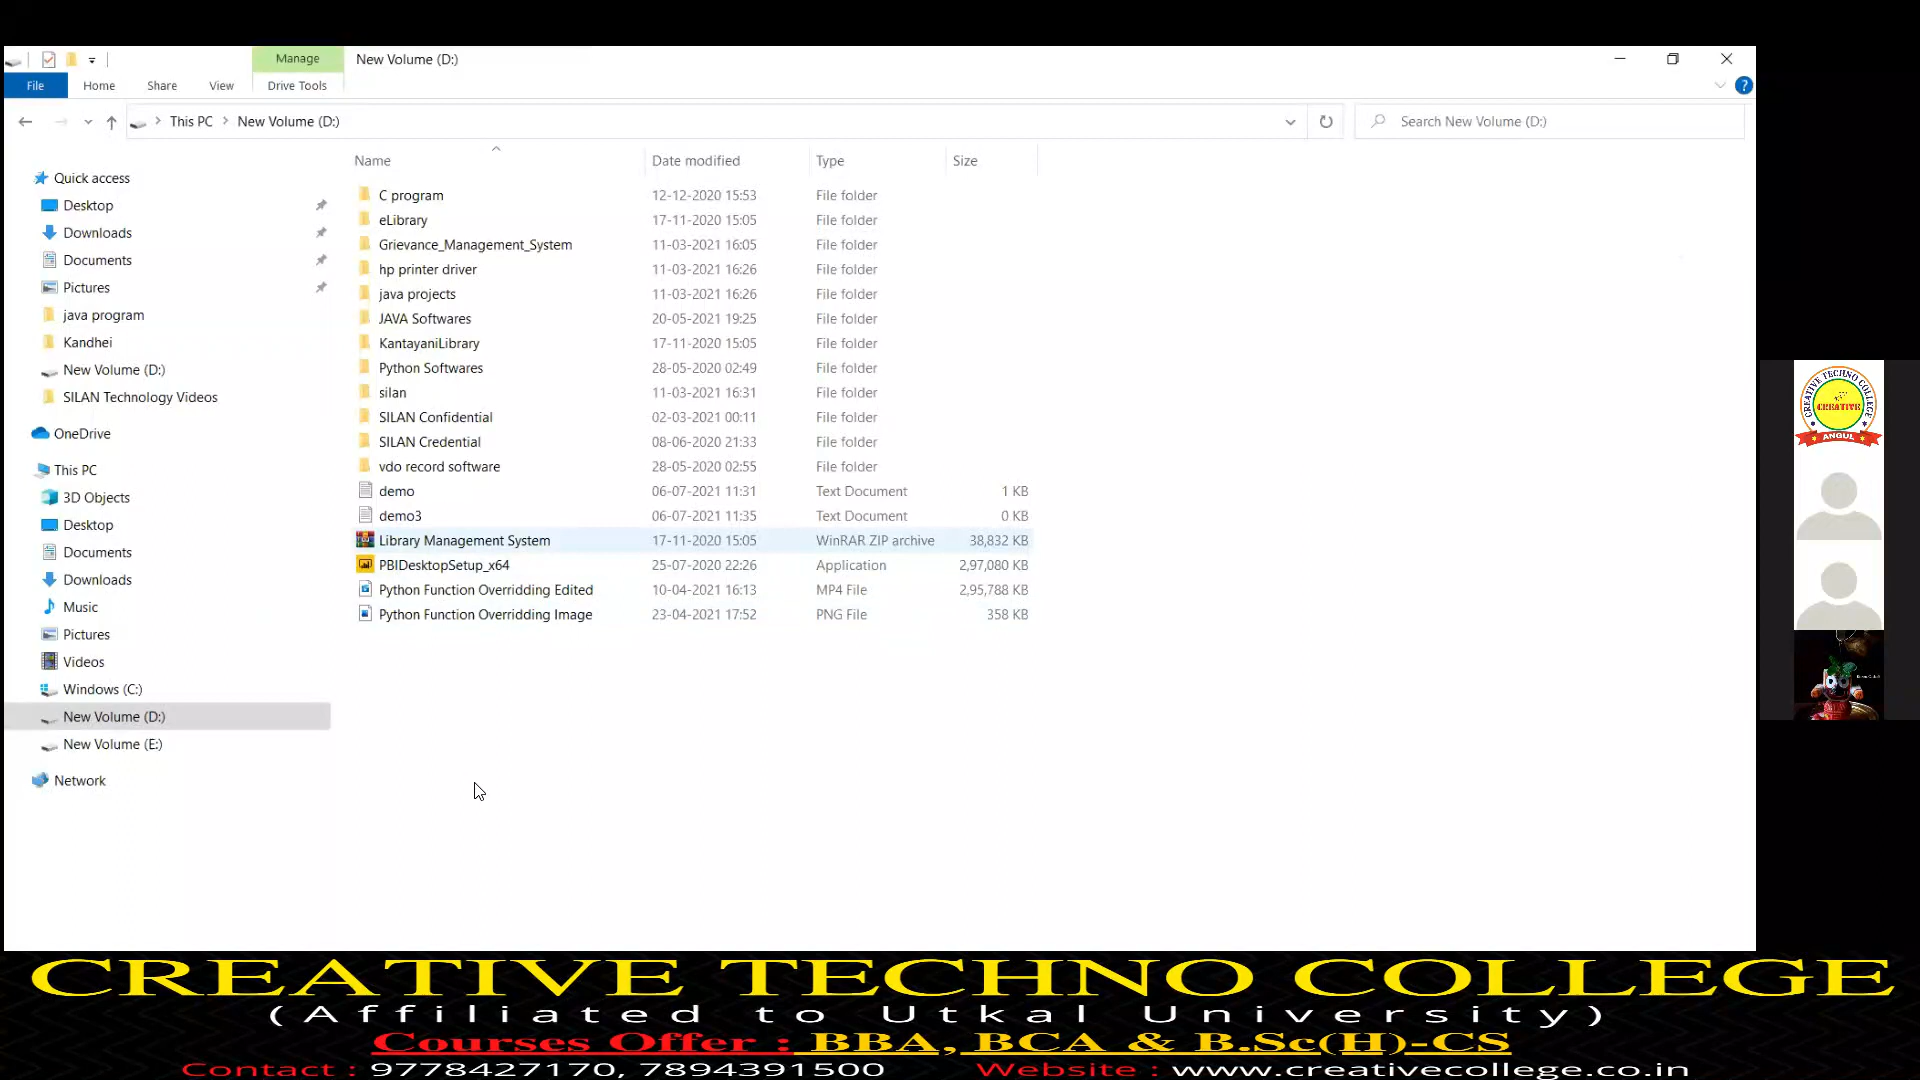 Manage New Volume (D:)
File Home Share View Drive Tools
This PC New Volume (D:) Search New Volume (D:)
Name Date modified Type Size
Quick access
Desktop
Downloads
Documents
Pictures
java program
Kandhei
New Volume (D:)
SILAN Technology Videos
OneDrive
This PC
3D Objects
Desktop
Documents
Downloads
Music
Pictures
Videos
Windows (C:)
New Volume (D:)
New Volume (E:)
Network
C program 12-12-2020 15:53 File folder
eLibrary 17-11-2020 15:05 File folder
Grievance_Management_System 11-03-2021 16:05 File folder
hp printer driver 11-03-2021 16:26 File folder
java projects 11-03-2021 16:26 File folder
JAVA Softwares 20-05-2021 19:25 File folder
KantayaniLibrary 17-11-2020 15:05 File folder
Python Softwares 28-05-2020 02:49 File folder
silan 11-03-2021 16:31 File folder
SILAN Confidential 02-03-2021 00:11 File folder
SILAN Credential 08-06-2020 21:33 File folder
vdo record software 28-05-2020 02:55 File folder
demo 06-07-2021 11:31 Text Document 1 KB
demo3 06-07-2021 11:35 Text Document 0 KB
Library Management System 17-11-2020 15:05 WinRAR ZIP archive 38,832 KB
PBIDesktopSetup_x64 25-07-2020 22:26 Application 2,97,080 KB
Python Function Overridding Edited 10-04-2021 16:13 MP4 File 2,95,788 KB
Python Function Overridding Image 23-04-2021 17:52 PNG File 358 KB
CREATIVE TECHNO COLLEGE
CREATIVE
ANGUL
CREATIVE TECHNO COLLEGE
(Affiliated to Utkal University)
Courses Offer : BBA, BCA & B.Sc(H)-CS
Contact : 9778427170, 7894391500 Website : www.creativecollege.co.in